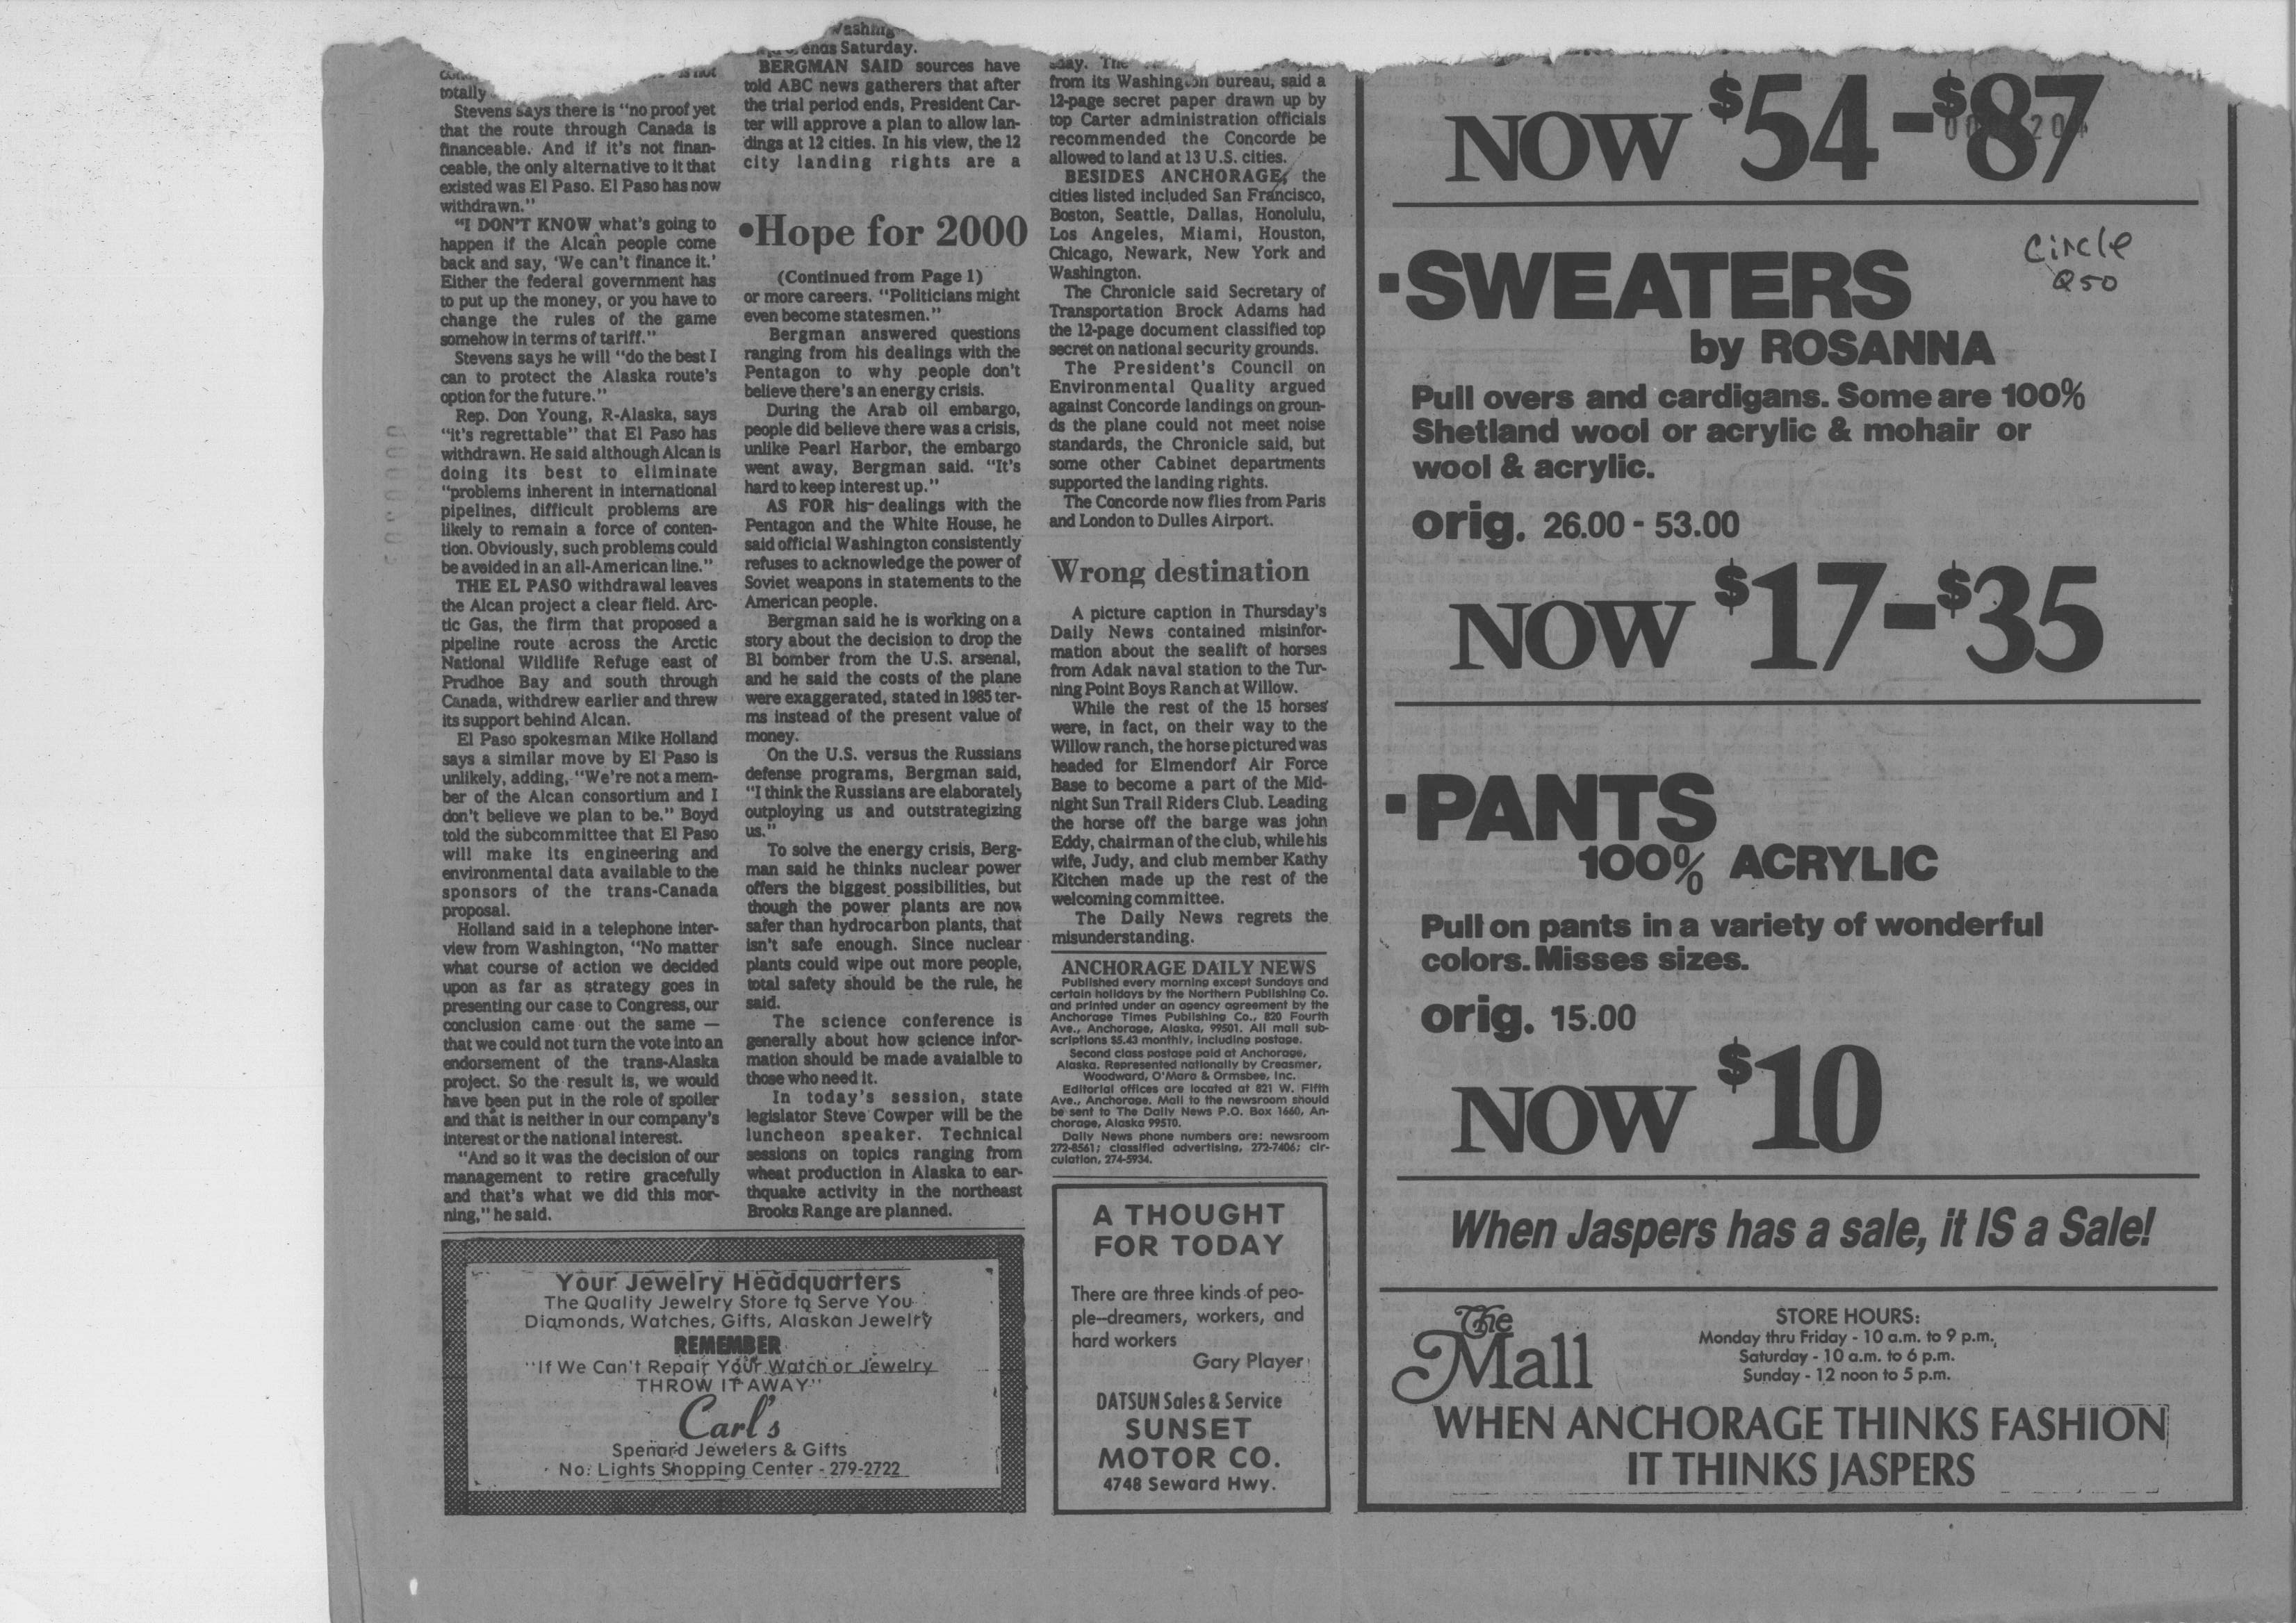 is not
totally
Stevens says there is "no proof yet
that the route through Canada is
financeable. And if it's not finan-
ceable, the only alternative to it that
existed was El Paso. El Paso has now
withdrawn."
"I DON'T KNOW what's going to
happen if the Alcan people come
back and say, 'We can't finance it.'
Either the federal government has
to put up the money, or you have to
change the rules of the game
somehow in terms of tariff."
Stevens says he will "do the best I
can to protect the Alaska route's
option for the future."
Rep. Don Young, R-Alaska, says
"it's regrettable" that El Paso has
withdrawn. He said although Alcan is
doing its best to eliminate
"problems inherent in international
pipelines, difficult problems are
likely to remain a force of conten-
tion. Obviously, such problems could
be avoided in an all-American line."
THE EL PASO withdrawal leaves
the Alcan project a clear field. Arc-
tic Gas, the firm that proposed a
pipeline route across the Arctic
National Wildlife Refuge east of
Prudhoe Bay and south through
Canada, withdrew earlier and threw
its support behind Alcan.
El Paso spokesman Mike Holland
says a similar move by El Paso is
unlikely, adding, "We're not a mem-
ber of the Alcan consortium and I
don't believe we plan to be." Boyd
told the subcommittee that El Paso
will make its engineering and
environmental data available to the
sponsors of the trans-Canada
proposal.
Holland said in a telephone inter-
view from Washington, "No matter
what course of action we decided
upon as far as strategy goes in
presenting our case to Congress, our
conclusion came out the same —
that we could not turn the vote into an
endorsement of the trans-Alaska
project. So the result is, we would
have been put in the role of spoiler
and that is neither in our company's
interest or the national interest.
"And so it was the decision of our
management to retire gracefully
and that's what we did this mor-
ning," he said.
ends Saturday.
BERGMAN SAID sources have
told ABC news gatherers that after
the trial period ends, President Car-
ter will approve a plan to allow lan-
dings at 12 cities. In his view, the 12
city landing rights are a
•Hope for 2000
(Continued from Page 1)
or more careers. "Politicians might
even become statesmen."
Bergman answered questions
ranging from his dealings with the
Pentagon to why people don't
believe there's an energy crisis.
During the Arab oil embargo,
people did believe there was a crisis,
unlike Pearl Harbor, the embargo
went away, Bergman said. "It's
hard to keep interest up."
AS FOR his dealings with the
Pentagon and the White House, he
said official Washington consistently
refuses to acknowledge the power of
Soviet weapons in statements to the
American people.
Bergman said he is working on a
story about the decision to drop the
B1 bomber from the U.S. arsenal,
and he said the costs of the plane
were exaggerated, stated in 1985 ter-
ms instead of the present value of
money.
On the U.S. versus the Russians
defense programs, Bergman said,
"I think the Russians are elaborately
outploying us and outstrategizing
us."
To solve the energy crisis, Berg-
man said he thinks nuclear power
offers the biggest possibilities, but
though the power plants are now
safer than hydrocarbon plants, that
isn't safe enough. Since nuclear
plants could wipe out more people,
total safety should be the rule, he
said.
The science conference is
generally about how science infor-
mation should be made avaialble to
those who need it.
In today's session, state
legislator Steve Cowper will be the
luncheon speaker. Technical
sessions on topics ranging from
wheat production in Alaska to ear-
thquake activity in the northeast
Brooks Range are planned.
from its Washington bureau, said a
12-page secret paper drawn up by
top Carter administration officials
recommended the Concorde be
allowed to land at 13 U.S. cities.
BESIDES ANCHORAGE, the
cities listed included San Francisco,
Boston, Seattle, Dallas, Honolulu,
Los Angeles, Miami, Houston,
Chicago, Newark, New York and
Washington.
The Chronicle said Secretary of
Transportation Brock Adams had
the 12-page document classified top
secret on national security grounds.
The President's Council on
Environmental Quality argued
against Concorde landings on groun-
ds the plane could not meet noise
standards, the Chronicle said, but
some other Cabinet departments
supported the landing rights.
The Concorde now flies from Paris
and London to Dulles Airport.
Wrong destination
A picture caption in Thursday's
Daily News contained misinfor-
mation about the sealift of horses
from Adak naval station to the Tur-
ning Point Boys Ranch at Willow.
While the rest of the 15 horses
were, in fact, on their way to the
Willow ranch, the horse pictured was
headed for Elmendorf Air Force
Base to become a part of the Mid-
night Sun Trail Riders Club. Leading
the horse off the barge was john
Eddy, chairman of the club, while his
wife, Judy, and club member Kathy
Kitchen made up the rest of the
welcoming committee.
The Daily News regrets the
misunderstanding.
ANCHORAGE DAILY NEWS
Published every morning except Sundays and
certain holidays by the Northern Publishing Co.
and printed under an agency agreement by the
Anchorage Times Publishing Co., 820 Fourth
Ave., Anchorage, Alaska, 99501. All mail sub-
scriptions $5.43 monthly, including postage.
Second class postage paid at Anchorage,
Alaska. Represented nationally by Creasmer,
Woodward, O'Mara & Ormsbee, Inc.
Editorial offices are located at 821 W. Fifth
Ave., Anchorage. Mail to the newsroom should
be sent to The Daily News P.O. Box 1660, An-
chorage, Alaska 99510.
Daily News phone numbers are: newsroom
272-8561; classified advertising, 272-7406; cir-
culation, 274-5934.
Your Jewelry Headquarters
The Quality Jewelry Store to Serve You
Diamonds, Watches, Gifts, Alaskan Jewelry
REMEMBER
"If We Can't Repair Your Watch or Jewelry
THROW IT AWAY"
Carl's
Spenard Jewelers & Gifts
No. Lights Shopping Center - 279-2722
A THOUGHT
FOR TODAY
There are three kinds of peo-
ple—dreamers, workers, and
hard workers
Gary Player
DATSUN Sales & Service
SUNSET
MOTOR CO.
4748 Seward Hwy.
NOW $54-$87
Circle
250
•SWEATERS
by ROSANNA
Pull overs and cardigans. Some are 100%
Shetland wool or acrylic & mohair or
wool & acrylic.
orig. 26.00 - 53.00
NOW $17-$35
•PANTS
100% ACRYLIC
Pull on pants in a variety of wonderful
colors. Misses sizes.
orig. 15.00
NOW $10
When Jaspers has a sale, it IS a Sale!
The
Mall
STORE HOURS:
Monday thru Friday - 10 a.m. to 9 p.m.,
Saturday - 10 a.m. to 6 p.m.
Sunday - 12 noon to 5 p.m.
WHEN ANCHORAGE THINKS FASHION
IT THINKS JASPERS